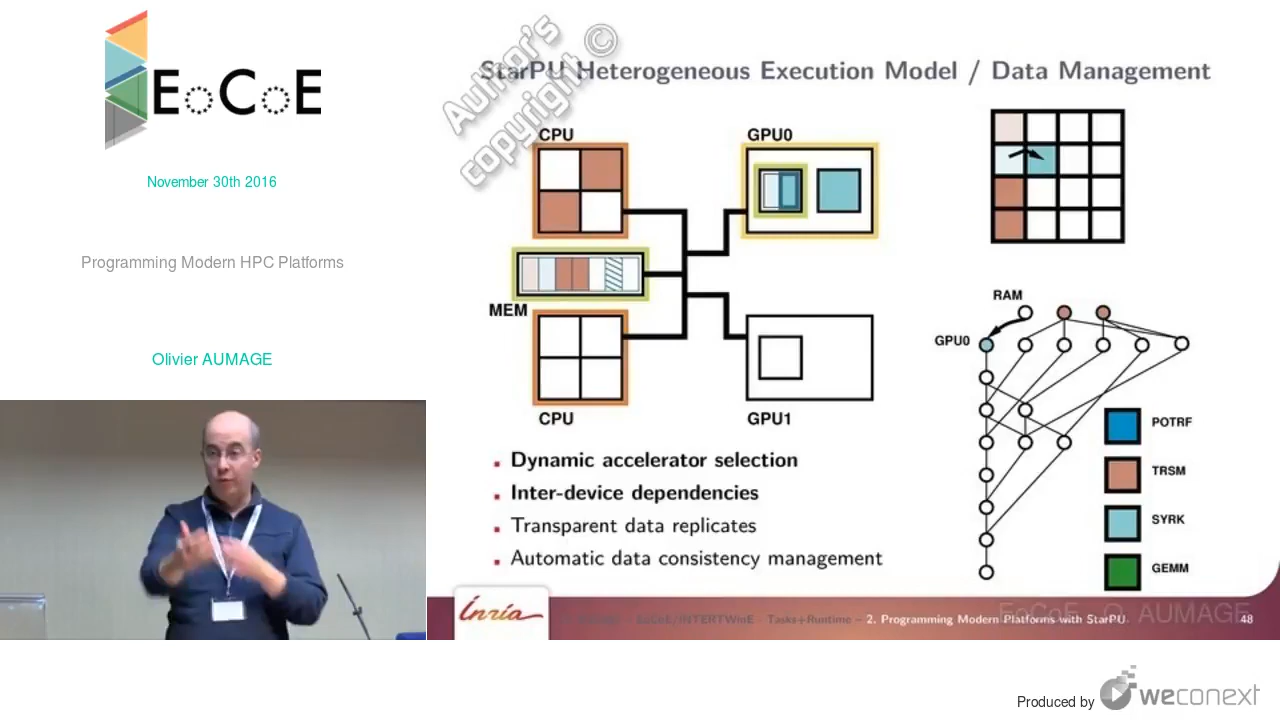 EoCoE
November 30th 2016
Programming Modern HPC Platforms
Olivier AUMAGE
Author's
copyright ©
StarPU Heterogeneous Execution Model / Data Management
CPU
GPU0
MEM
CPU
GPU1
RAM
GPU0
POTRF
TRSM
SYRK
GEMM
Dynamic accelerator selection
Inter-device dependencies
Transparent data replicates
Automatic data consistency management
Inria
EoCoE/INTERTWinE - Tasks+Runtime – 2. Programming Modern Platforms with StarPU
EoCoE O. AUMAGE
48
Produced by
weconext